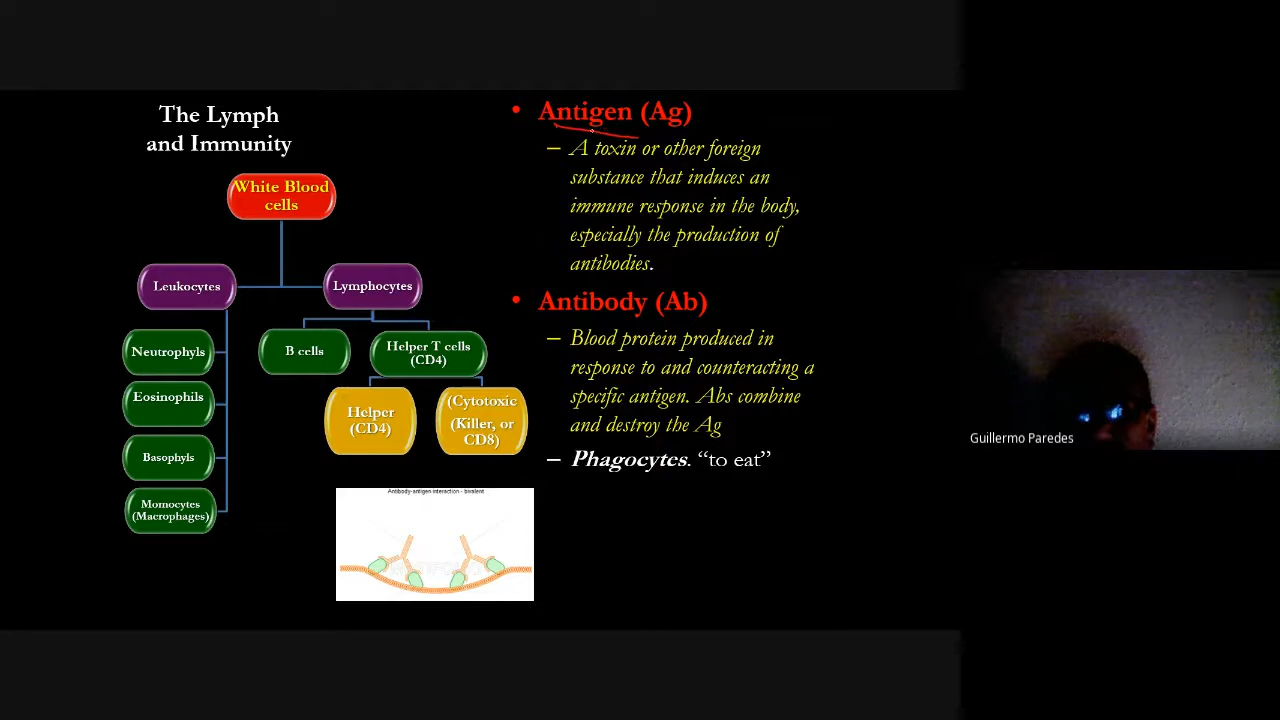 The Lymph
and Immunity
White Blood
cells
Leukocytes
Lymphocytes
Neutrophyls
Eosinophils
Basophyls
Momocytes
(Macrophages)
B cells
Helper T cells
(CD4)
Helper
(CD4)
(Cytotoxic
(Killer, or
CD8)
Antibody-antigen interaction - bivalent
• Antigen (Ag)
– A toxin or other foreign
substance that induces an
immune response in the body,
especially the production of
antibodies.
• Antibody (Ab)
– Blood protein produced in
response to and counteracting a
specific antigen. Abs combine
and destroy the Ag
– Phagocytes. “to eat”
Guillermo Paredes